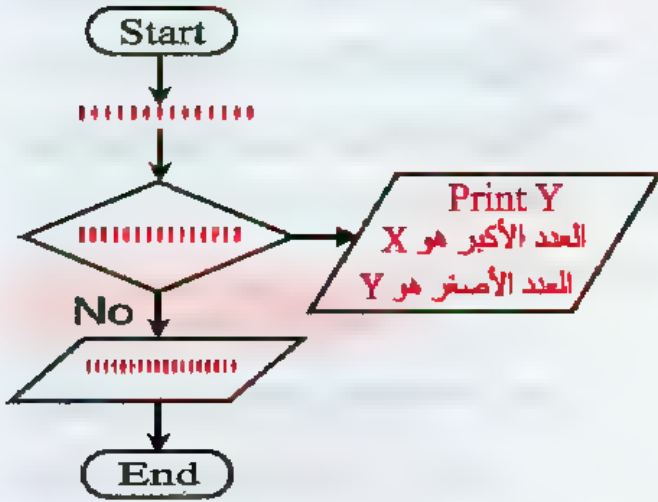 Start
Print Y
العدد الأكبر هو X
العدد الأصغر هو Y
No
End